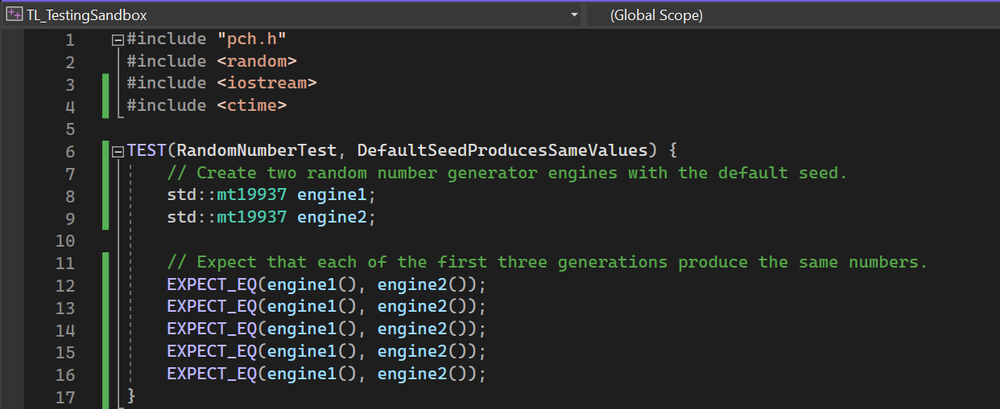 TL_TestingSandbox (Global Scope)
1 #include "pch.h"
2 #include <random>
3 #include <iostream>
4 #include <ctime>
5
6 TEST(RandomNumberTest, DefaultSeedProducesSameValues) {
7 // Create two random number generator engines with the default seed.
8 std::mt19937 engine1;
9 std::mt19937 engine2;
10
11 // Expect that each of the first three generations produce the same numbers.
12 EXPECT_EQ(engine1(), engine2());
13 EXPECT_EQ(engine1(), engine2());
14 EXPECT_EQ(engine1(), engine2());
15 EXPECT_EQ(engine1(), engine2());
16 EXPECT_EQ(engine1(), engine2());
17 }